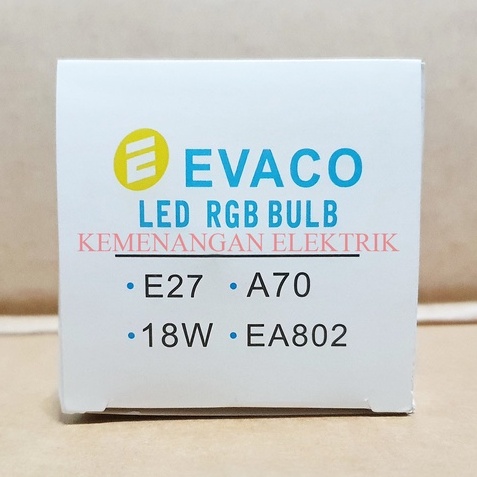 EVACO
LED RGB BULB
KEMENANGAN ELEKTRIK
• E27 • A70
• 18W • EA802